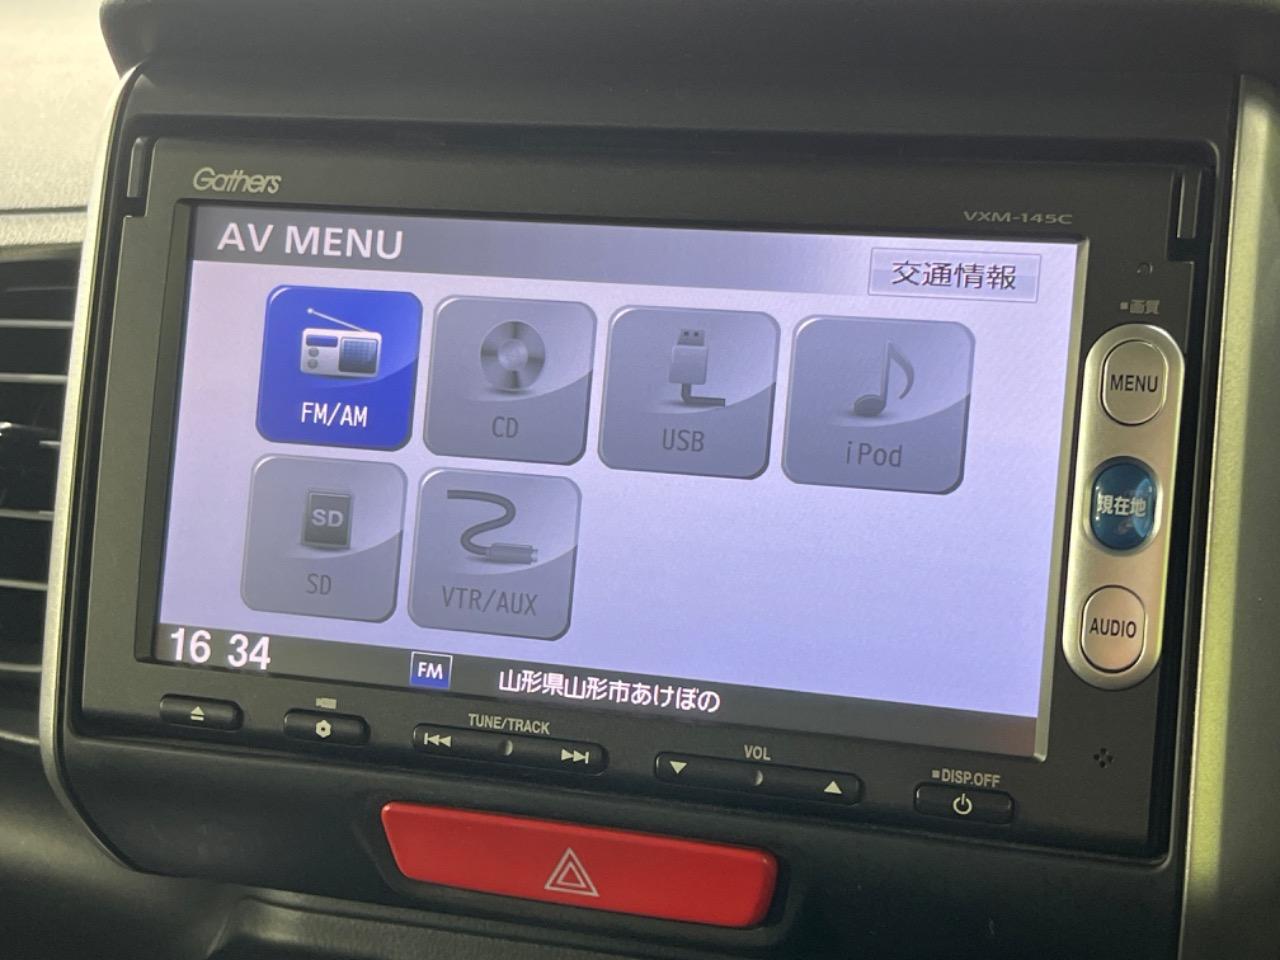 Gathers
VXM-145C
AV MENU
交通情報
FM/AM
CD
USB
iPod
SD
SD
VTR/AUX
16 34
FM
山形県山形市あけぼの
画質
MENU
現在地
AUDIO
TUNE/TRACK
VOL
DISP.OFF